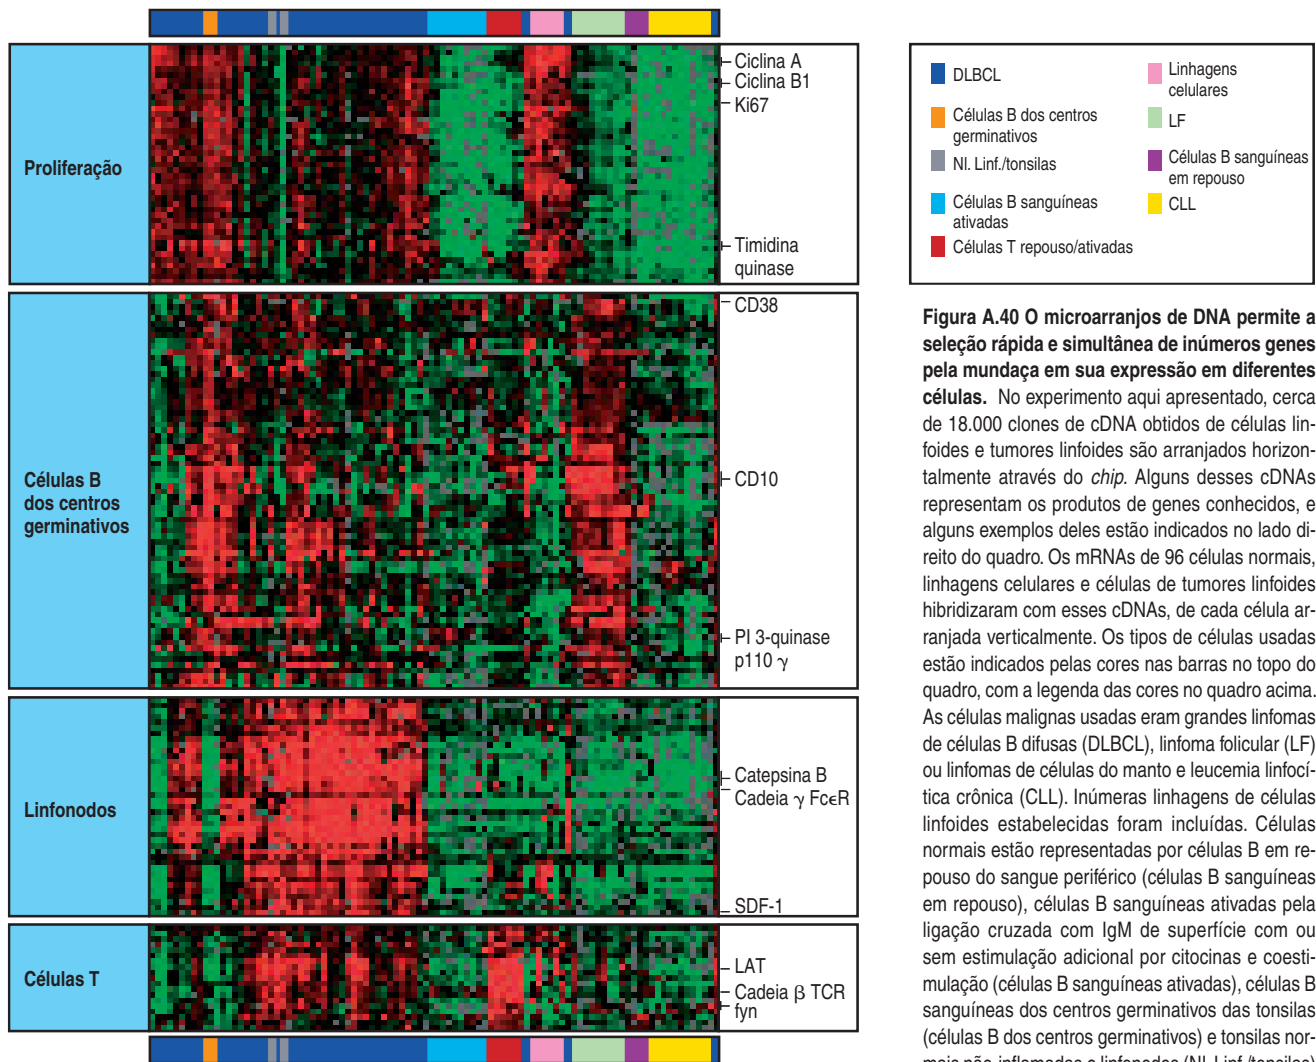 Proliferação
Ciclina A
Ciclina B1
Ki67
Timidina
quinase
Células B
dos centros
germinativos
CD38
CD10
PI 3-quinase
p110 γ
Linfonodos
Catepsina B
Cadeia γ FcϵR
SDF-1
Células T
LAT
Cadeia β TCR
fyn
DLBCL
Células B dos centros
germinativos
NI. Linf./tonsilas
Células B sanguíneas
ativadas
Células T repouso/ativadas
Linhagens
celulares
LF
Células B sanguíneas
em repouso
CLL
Figura A.40 O microarranjos de DNA permite a
seleção rápida e simultânea de inúmeros genes
pela mundaça em sua expressão em diferentes
células. No experimento aqui apresentado, cerca
de 18.000 clones de cDNA obtidos de células lin-
foides e tumores linfoides são arranjados horizon-
talmente através do chip. Alguns desses cDNAs
representam os produtos de genes conhecidos, e
alguns exemplos deles estão indicados no lado di-
reito do quadro. Os mRNAs de 96 células normais,
linhagens celulares e células de tumores linfoides
hibridizaram com esses cDNAs, de cada célula ar-
ranjada verticalmente. Os tipos de células usadas
estão indicados pelas cores nas barras no topo do
quadro, com a legenda das cores no quadro acima.
As células malignas usadas eram grandes linfomas
de células B difusas (DLBCL), linfoma folicular (LF)
ou linfomas de células do manto e leucemia linfocí-
tica crônica (CLL). Inúmeras linhagens de células
linfoides estabelecidas foram incluídas. Células
normais estão representadas por células B em re-
pouso do sangue periférico (células B sanguíneas
em repouso), células B sanguíneas ativadas pela
ligação cruzada com IgM de superfície com ou
sem estimulação adicional por citocinas e coesti-
mulação (células B sanguíneas ativadas), células B
sanguíneas dos centros germinativos das tonsilas
(células B dos centros germinativos) e tonsilas nor-
mais não-inflamadas e linfonodos (NI. Linf./tonsilas)